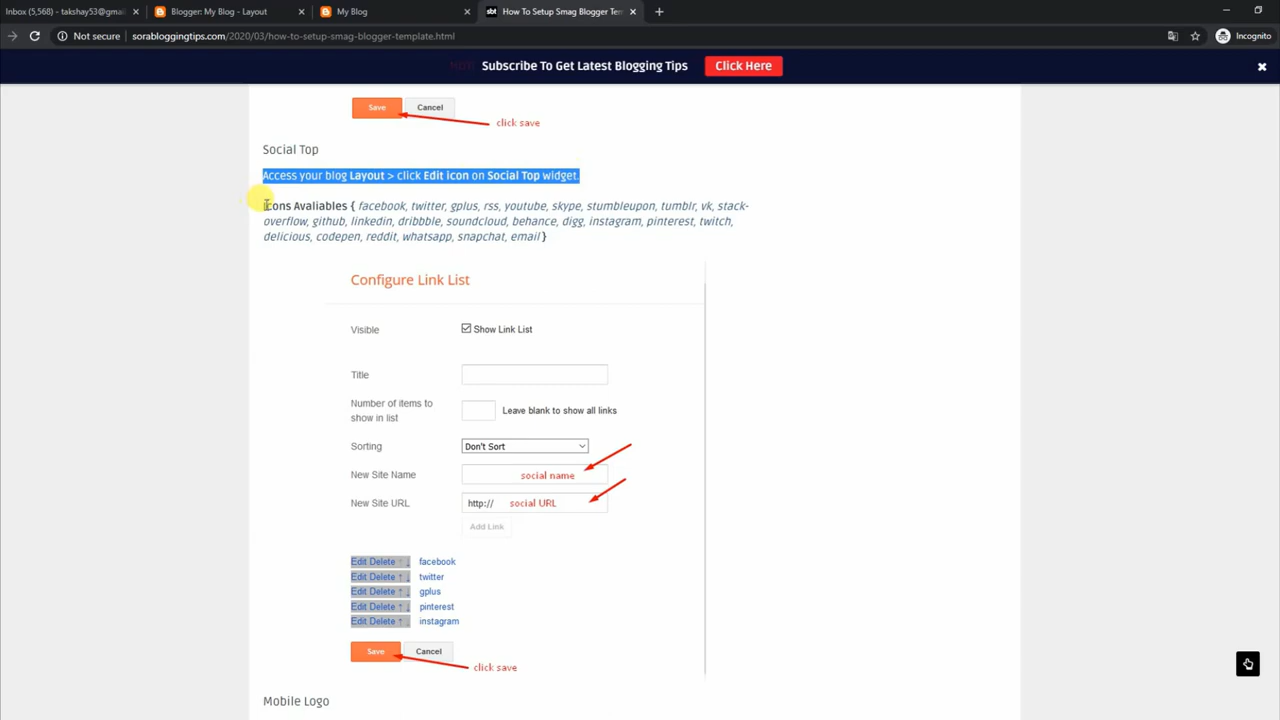 Inbox (5,568) - takshay53@gmail
Blogger: My Blog - Layout
My Blog
sbt
How To Setup Smag Blogger Tem
Not secure
sorabloggingtips.com/2020/03/how-to-setup-smag-blogger-template.html
Incognito
Subscribe To Get Latest Blogging Tips
Click Here
Save
Cancel
click save
Social Top
Access your blog Layout > click Edit icon on Social Top widget.
Icons Avaliables { facebook, twitter, gplus, rss, youtube, skype, stumbleupon, tumblr, vk, stack-
overflow, github, linkedin, dribbble, soundcloud, behance, digg, instagram, pinterest, twitch,
delicious, codepen, reddit, whatsapp, snapchat, email }
Configure Link List
Visible
Show Link List
Title
Number of items to
show in list
Leave blank to show all links
Sorting
Don't Sort
New Site Name
social name
New Site URL
http://
social URL
Add Link
Edit Delete ↑ ↓ facebook
Edit Delete ↑ ↓ twitter
Edit Delete ↑ ↓ gplus
Edit Delete ↑ ↓ pinterest
Edit Delete ↑ ↓ instagram
Save
Cancel
click save
Mobile Logo